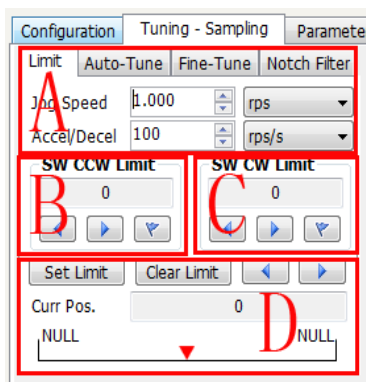 Configuration Tuning - Sampling Paramete
Limit Auto-Tune Fine-Tune Notch Filter
Jog Speed 1.000 rps
Accel/Decel 100 rps/s
A
SW CCW Limit SW CW Limit
0 0
B C
Set Limit Clear Limit
Curr Pos. 0
D
NULL NULL